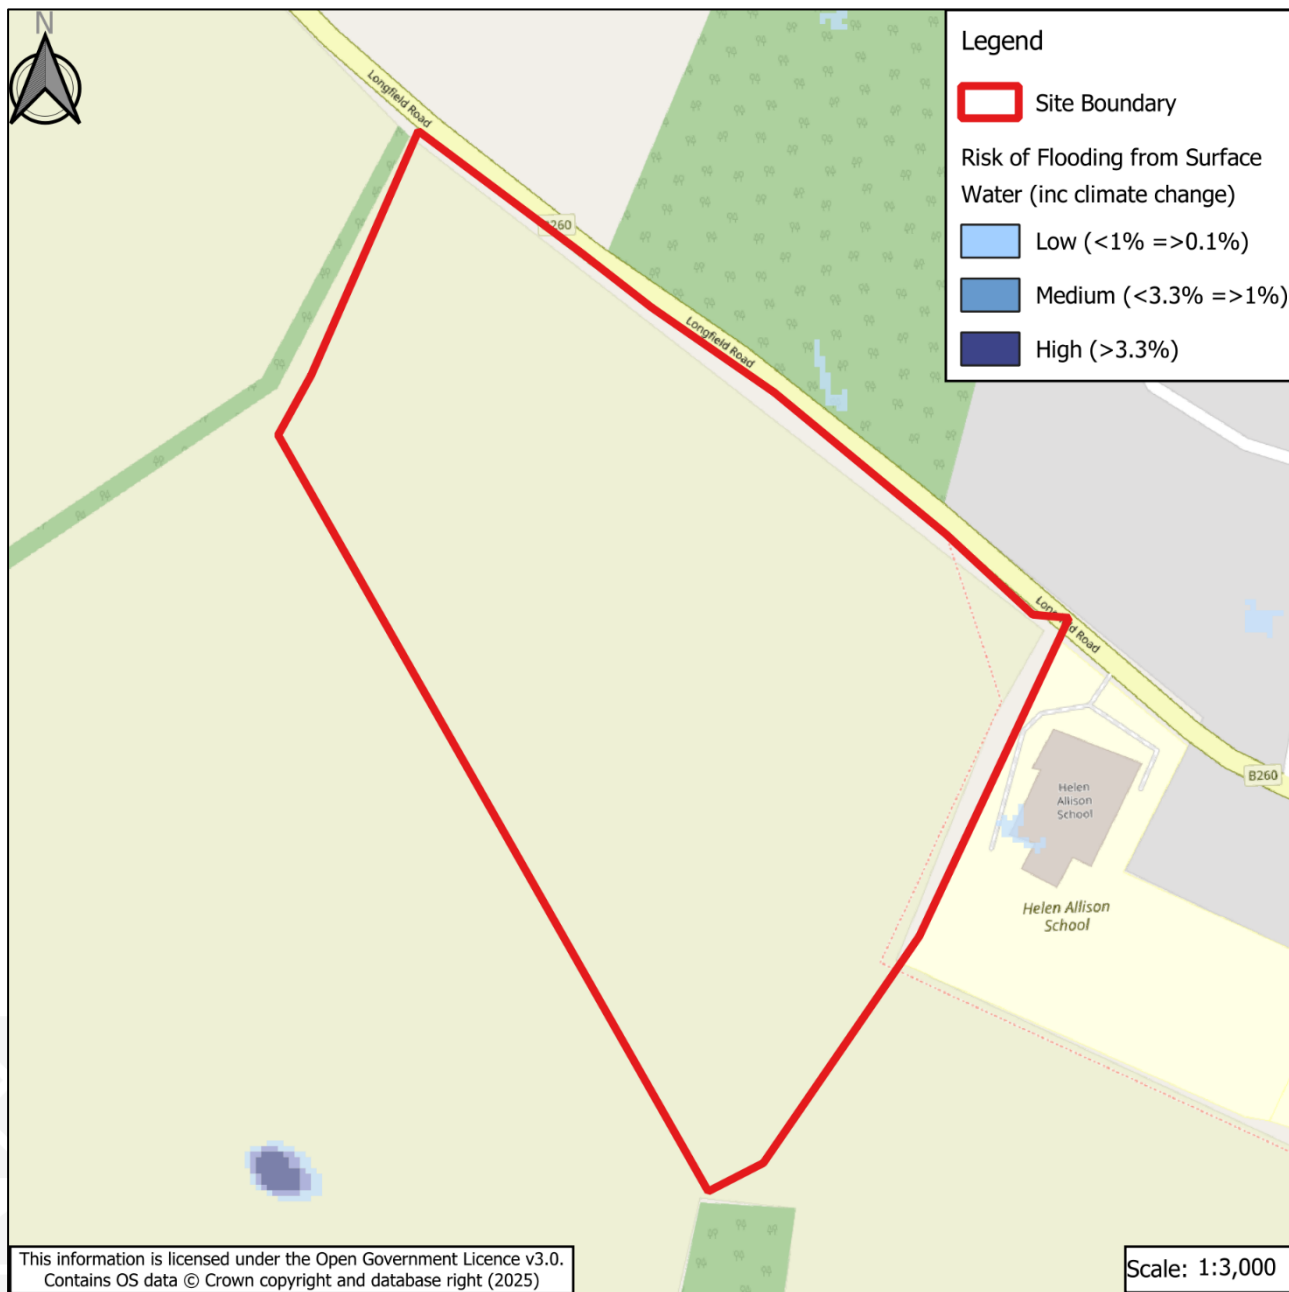 N
Legend
Site Boundary
Risk of Flooding from Surface
Water (inc climate change)
Low (<1% =>0.1%)
Medium (<3.3% =>1%)
High (>3.3%)
Longfield Road
Longfield Road
Road
B260
Helen
Allison
School
Helen Allison
School
This information is licensed under the Open Government Licence v3.0.
Contains OS data © Crown copyright and database right (2025)
Scale: 1:3,000